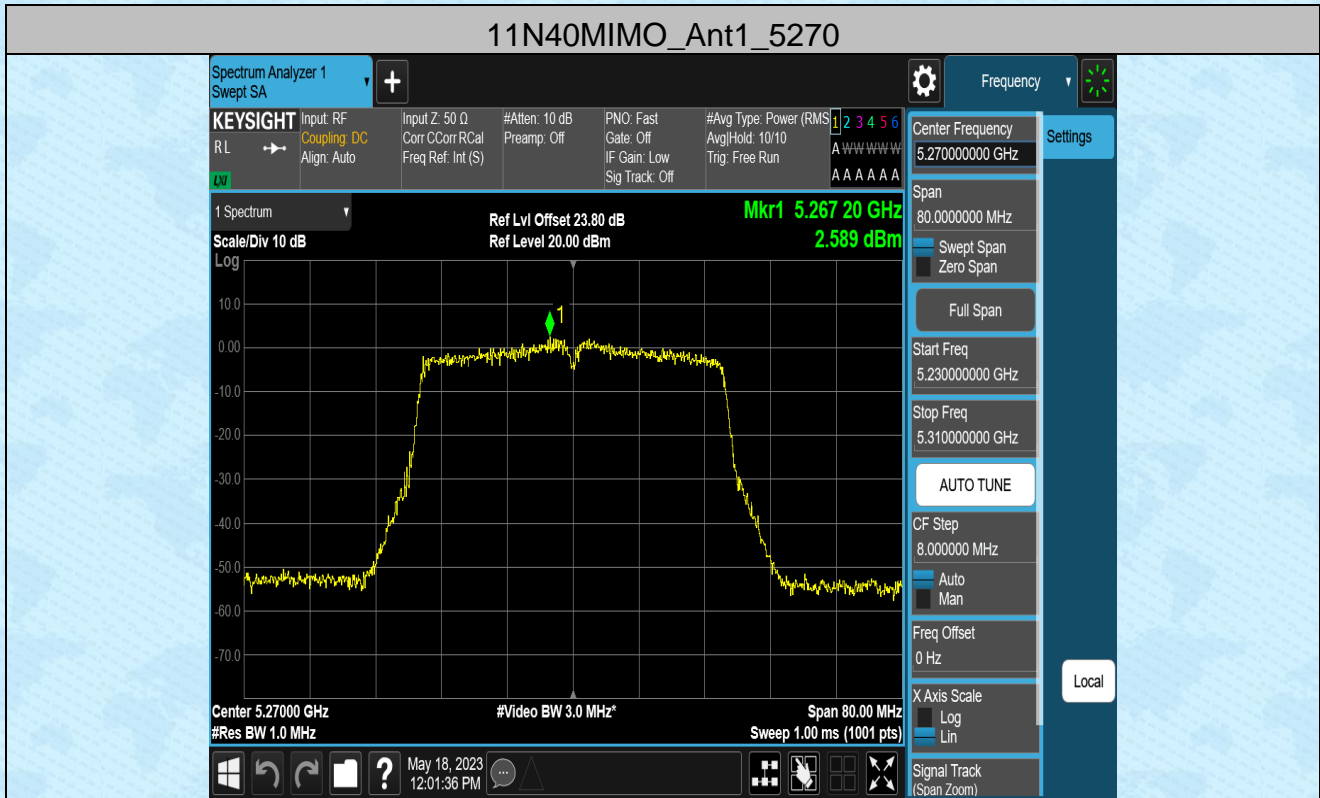 11N40MIMO_Ant1_5270
Spectrum Analyzer 1
Swept SA
Frequency
KEYSIGHT
R L
LXI
Input: RF
Coupling: DC
Align: Auto
Input Z: 50 Ω
Corr CCorr RCal
Freq Ref: Int (S)
#Atten: 10 dB
Preamp: Off
PNO: Fast
Gate: Off
IF Gain: Low
Sig Track: Off
#Avg Type: Power (RMS
Avg|Hold: 10/10
Trig: Free Run
1 2 3 4 5 6
A W W W W W
A A A A A A
1 Spectrum
Scale/Div 10 dB
Log
Ref Lvl Offset 23.80 dB
Ref Level 20.00 dBm
Mkr1 5.267 20 GHz
2.589 dBm
10.0
0.00
-10.0
-20.0
-30.0
-40.0
-50.0
-60.0
-70.0
1
Center 5.27000 GHz
#Res BW 1.0 MHz
#Video BW 3.0 MHz*
Span 80.00 MHz
Sweep 1.00 ms (1001 pts)
Center Frequency
5.270000000 GHz
Settings
Span
80.0000000 MHz
Swept Span
Zero Span
Full Span
Start Freq
5.230000000 GHz
Stop Freq
5.310000000 GHz
AUTO TUNE
CF Step
8.000000 MHz
Auto
Man
Freq Offset
0 Hz
X Axis Scale
Log
Lin
Local
Signal Track
(Span Zoom)
?
May 18, 2023
12:01:36 PM